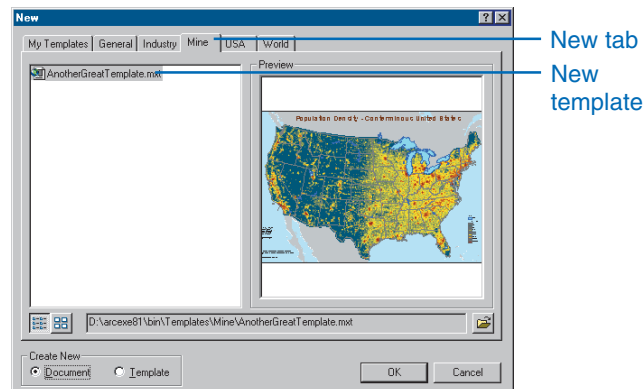 New
My Templates General Industry Mine USA World
New tab
AnotherGreatTemplate.mxt
Preview
New
template
Population Density - Conterminous United States
D:\arcexe81\bin\Templates\Mine\AnotherGreatTemplate.mxt
Create New
Document Template OK Cancel